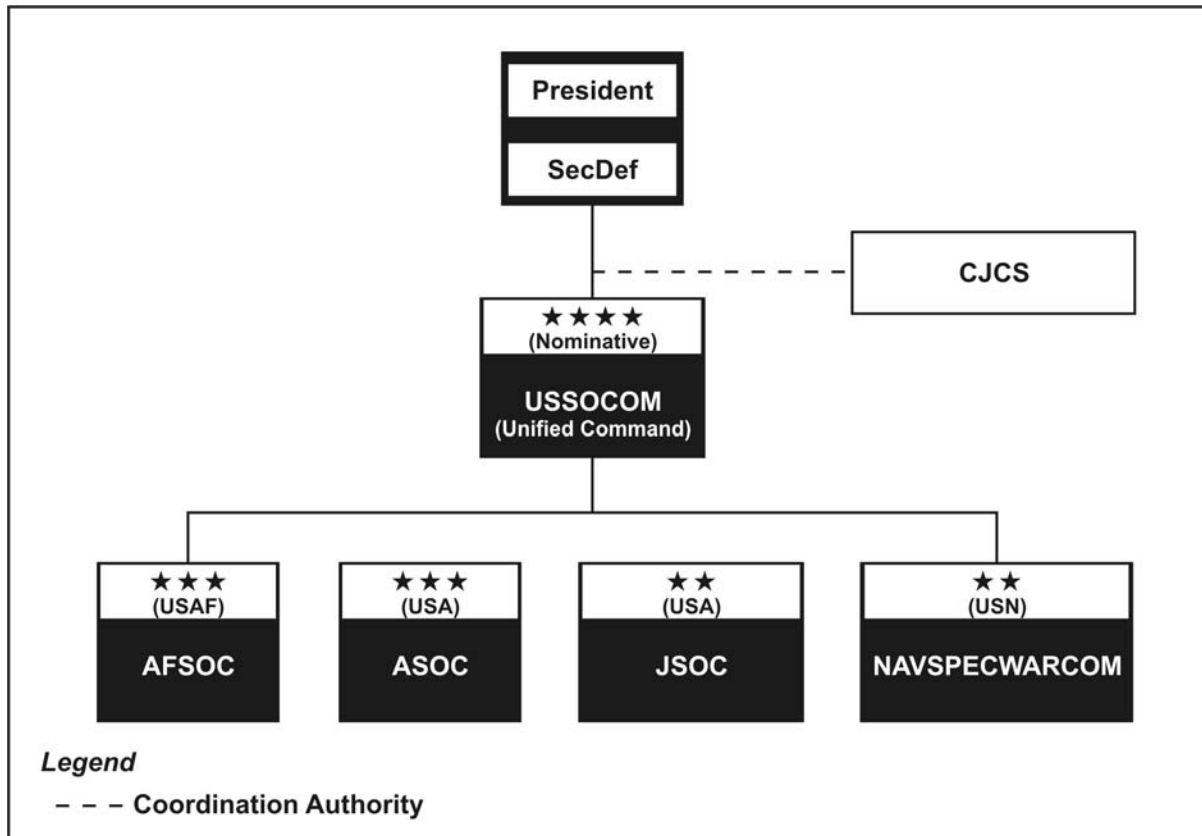 President
SecDef
CJCS
★★★★
(Nominative)
USSOCOM
(Unified Command)
★★★
(USAF)
AFSOC
★★★
(USA)
ASOC
★★
(USA)
JSOC
★★
(USN)
NAVSPECWARCOM
Legend
--- Coordination Authority